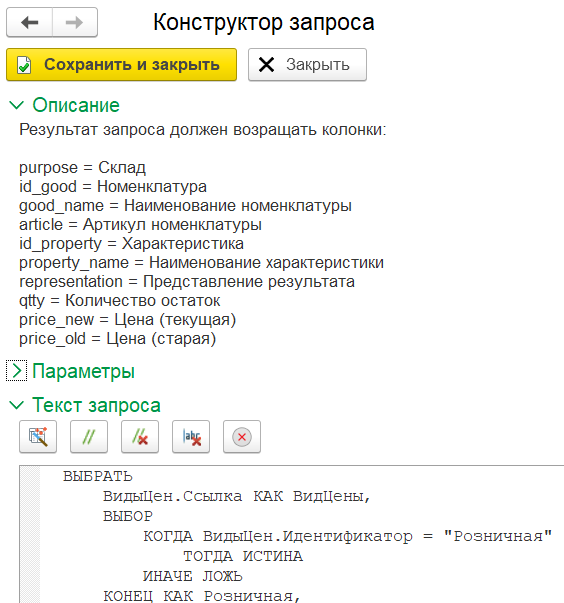 Конструктор запроса
Сохранить и закрыть
Закрыть
Описание
Результат запроса должен возращать колонки:
purpose = Склад
id_good = Номенклатура
good_name = Наименование номенклатуры
article = Артикул номенклатуры
id_property = Характеристика
property_name = Наименование характеристики
representation = Представление результата
qtty = Количество остаток
price_new = Цена (текущая)
price_old = Цена (старая)
Параметры
Текст запроса
// // abc
ВЫБРАТЬ
ВидыЦен.Ссылка КАК ВидЦены,
ВЫБОР
КОГДА ВидыЦен.Идентификатор = "Розничная"
ТОГДА ИСТИНА
ИНАЧЕ ЛОЖЬ
КОНЕЦ КАК Розничная,